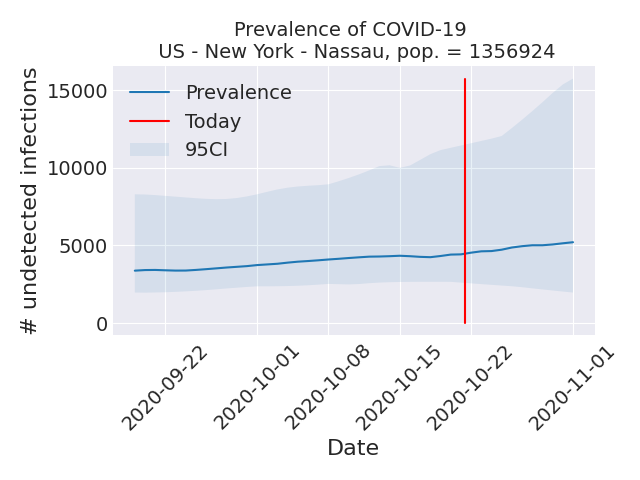 Prevalence of COVID-19
US - New York - Nassau, pop. = 1356924
# undetected infections
15000
10000
5000
0
Prevalence
Today
95CI
2020-09-22
2020-10-01
2020-10-08
2020-10-15
2020-10-22
2020-11-01
Date